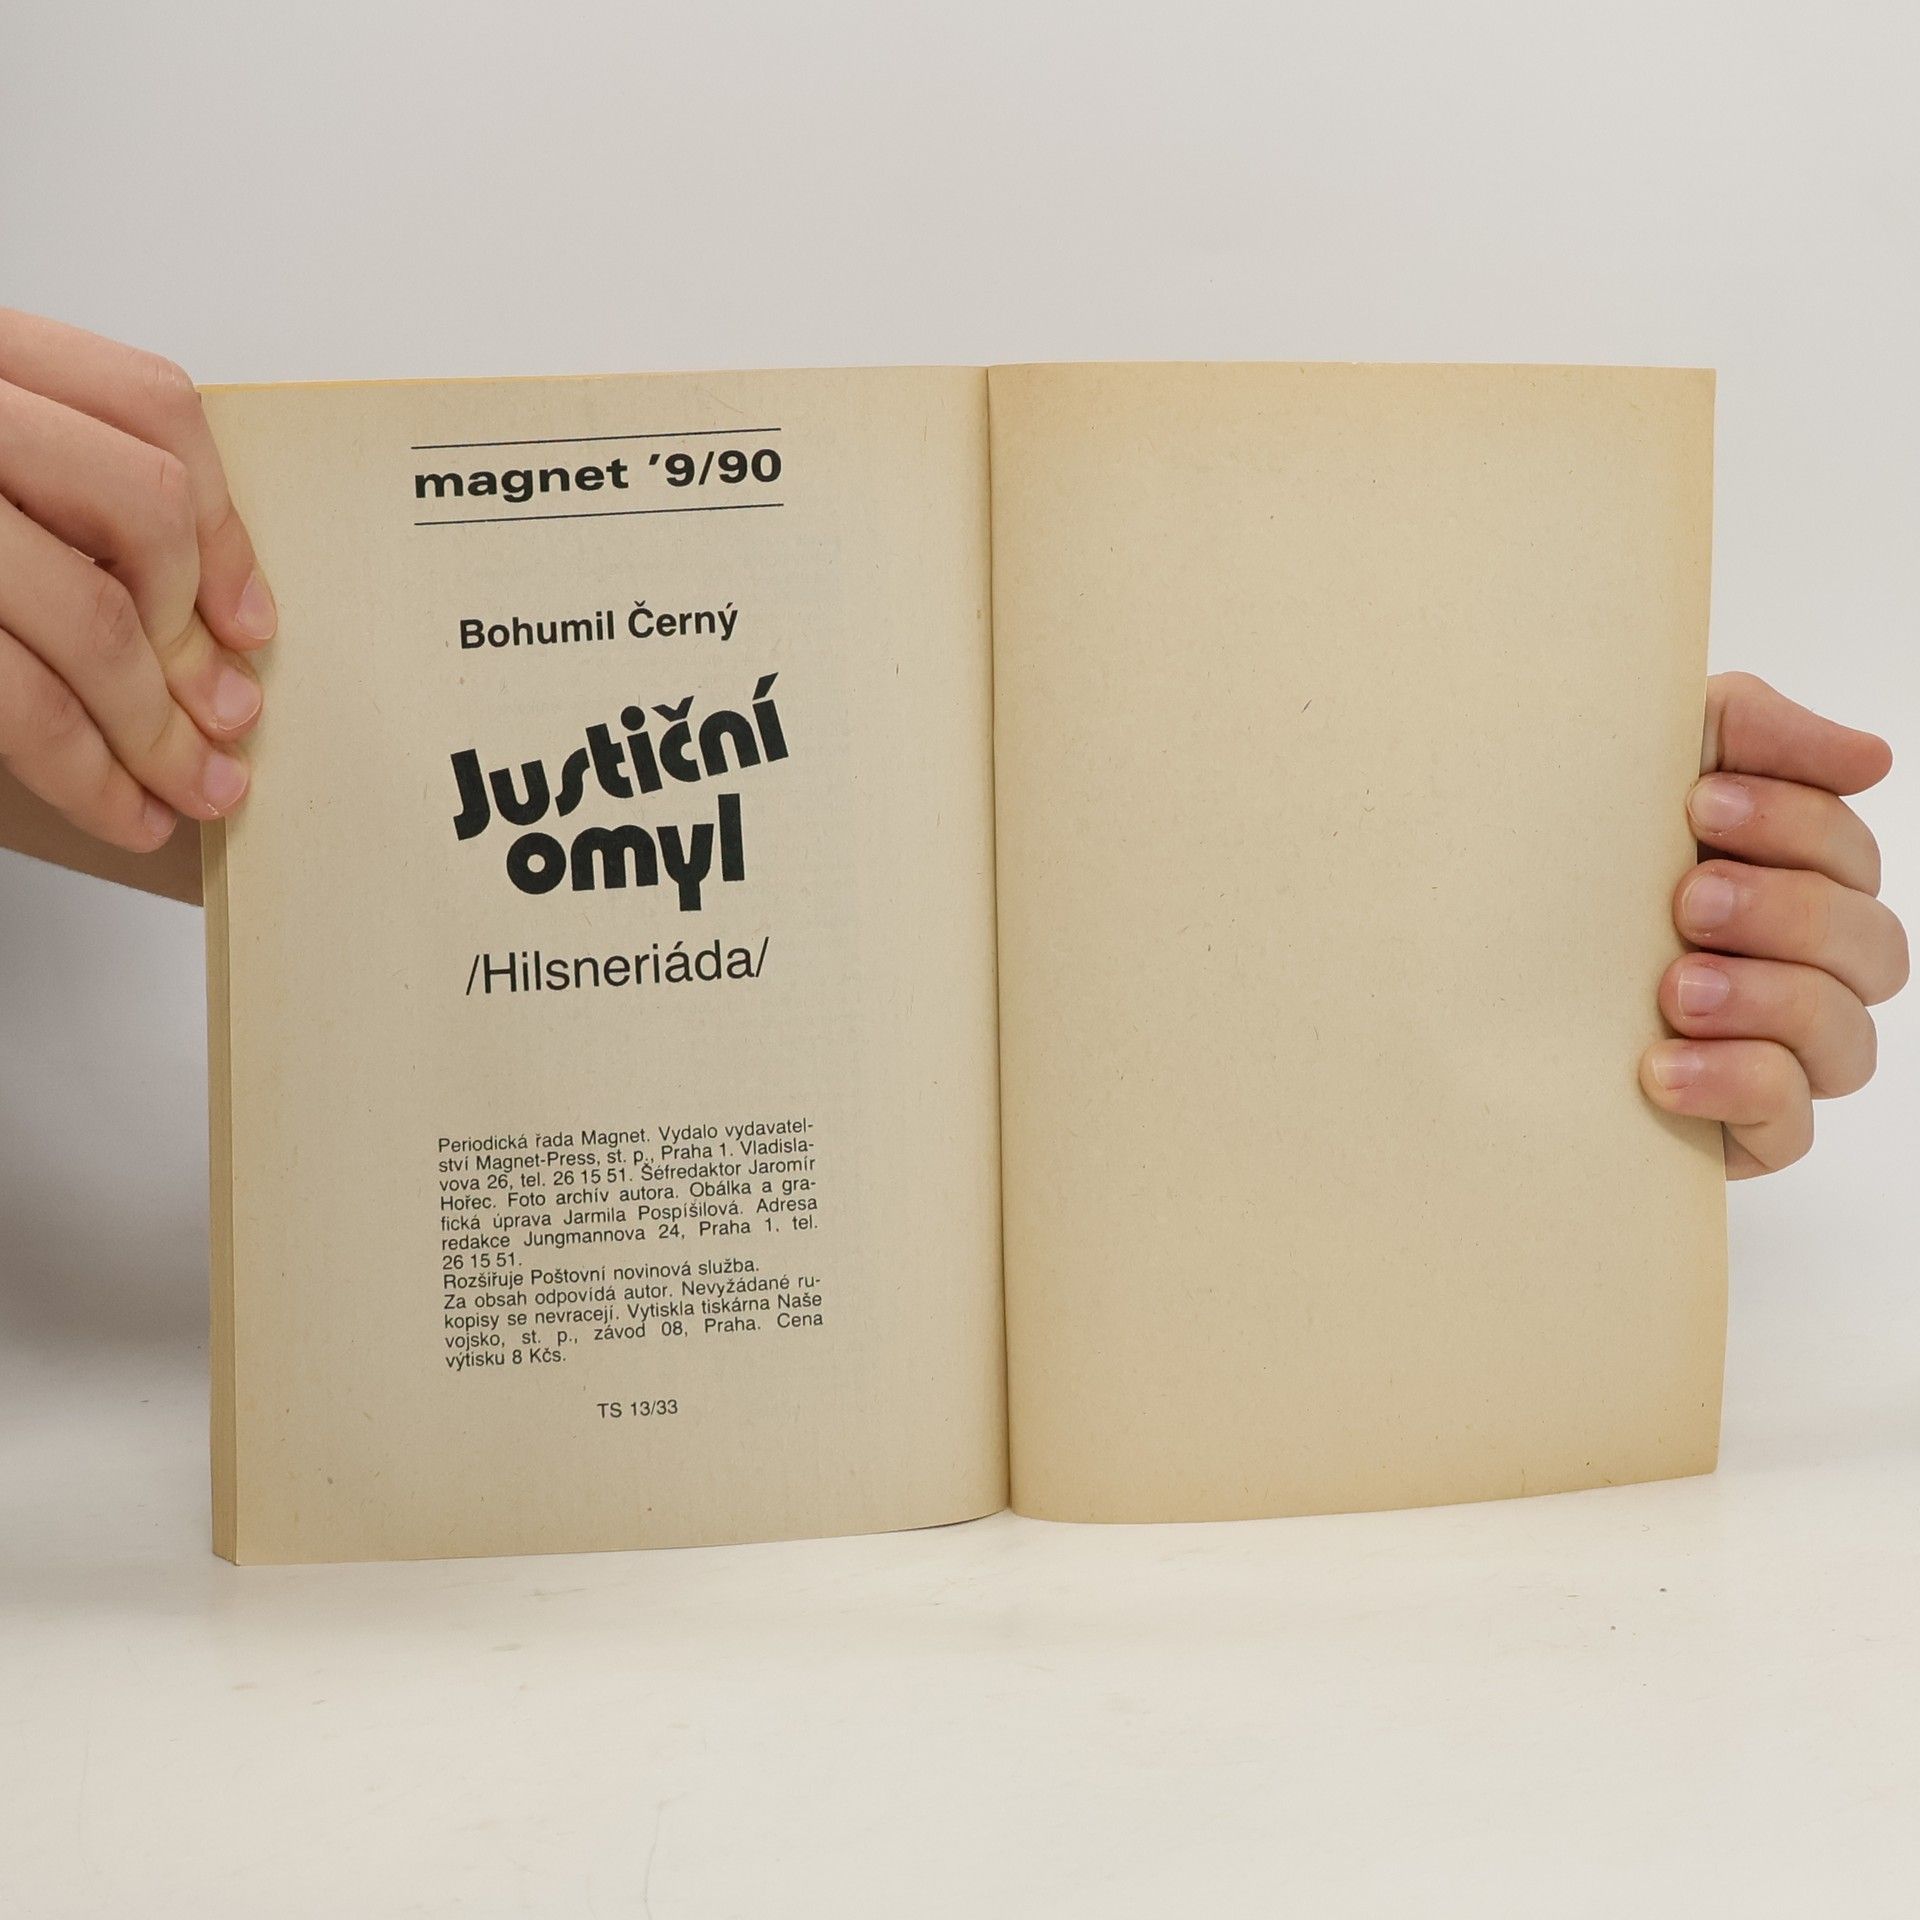 magnet ’9/90
Bohumil Černý
Justiční
omyl
/Hilsneriáda/
Periodická řada Magnet. Vydalo vydavatel-
ství Magnet-Press, st. p., Praha 1. Vladisla-
vova 26, tel. 26 15 51. Šéfredaktor Jaromír
Hořec. Foto archív autora. Obálka a gra-
fická úprava Jarmila Pospíšilová. Adresa
redakce Jungmannova 24, Praha 1, tel.
26 15 51.
Rozšiřuje Poštovní novinová služba.
Za obsah odpovídá autor. Nevyžádané ru-
kopisy se nevracejí. Vytiskla tiskárna Naše
vojsko, st. p., závod 08, Praha. Cena
výtisku 8 Kčs.
TS 13/33